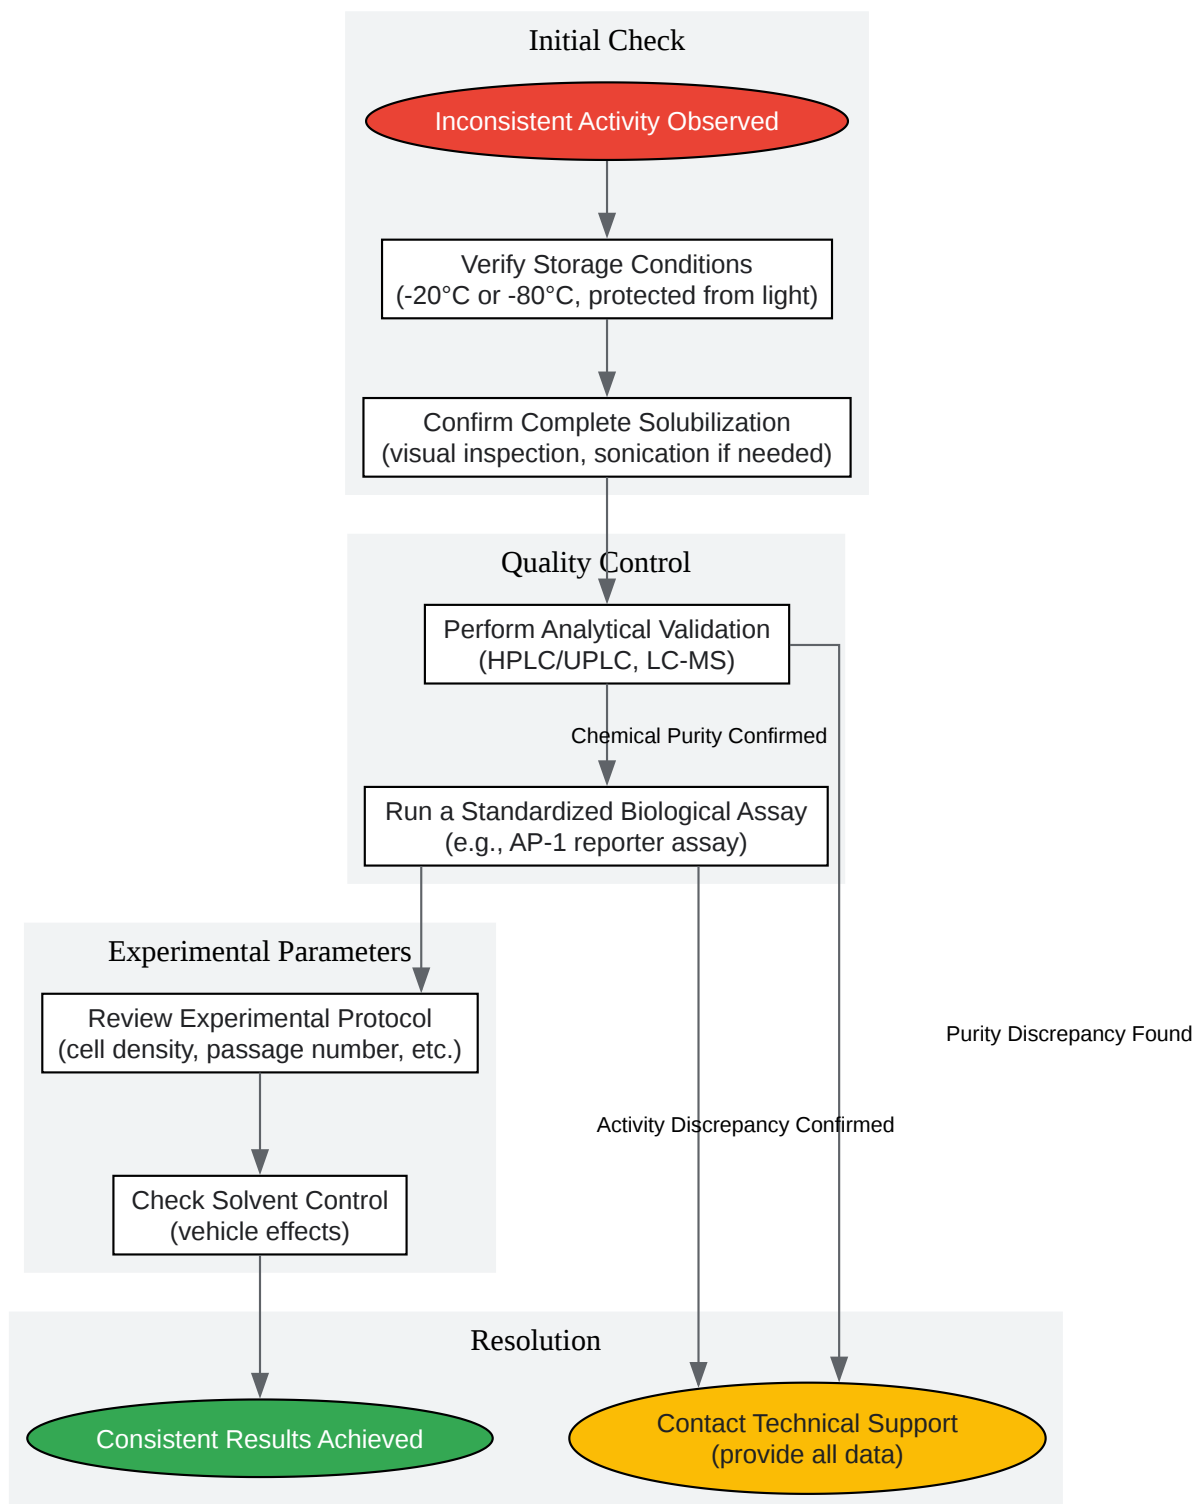 Initial Check
Inconsistent Activity Observed
Verify Storage Conditions
(-20°C or -80°C, protected from light)
Confirm Complete Solubilization
(visual inspection, sonication if needed)
Quality Control
Perform Analytical Validation
(HPLC/UPLC, LC-MS)
Chemical Purity Confirmed
Run a Standardized Biological Assay
(e.g., AP-1 reporter assay)
Experimental Parameters
Review Experimental Protocol
(cell density, passage number, etc.)
Purity Discrepancy Found
Activity Discrepancy Confirmed
Check Solvent Control
(vehicle effects)
Resolution
Consistent Results Achieved
Contact Technical Support
(provide all data)